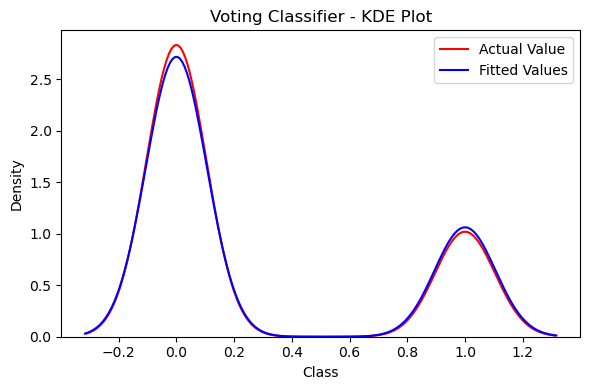 Voting Classifier - KDE Plot
Actual Value
Fitted Values
Density
2.5
2.0
1.5
1.0
0.5
0.0
−0.2 0.0 0.2 0.4 0.6 0.8 1.0 1.2
Class